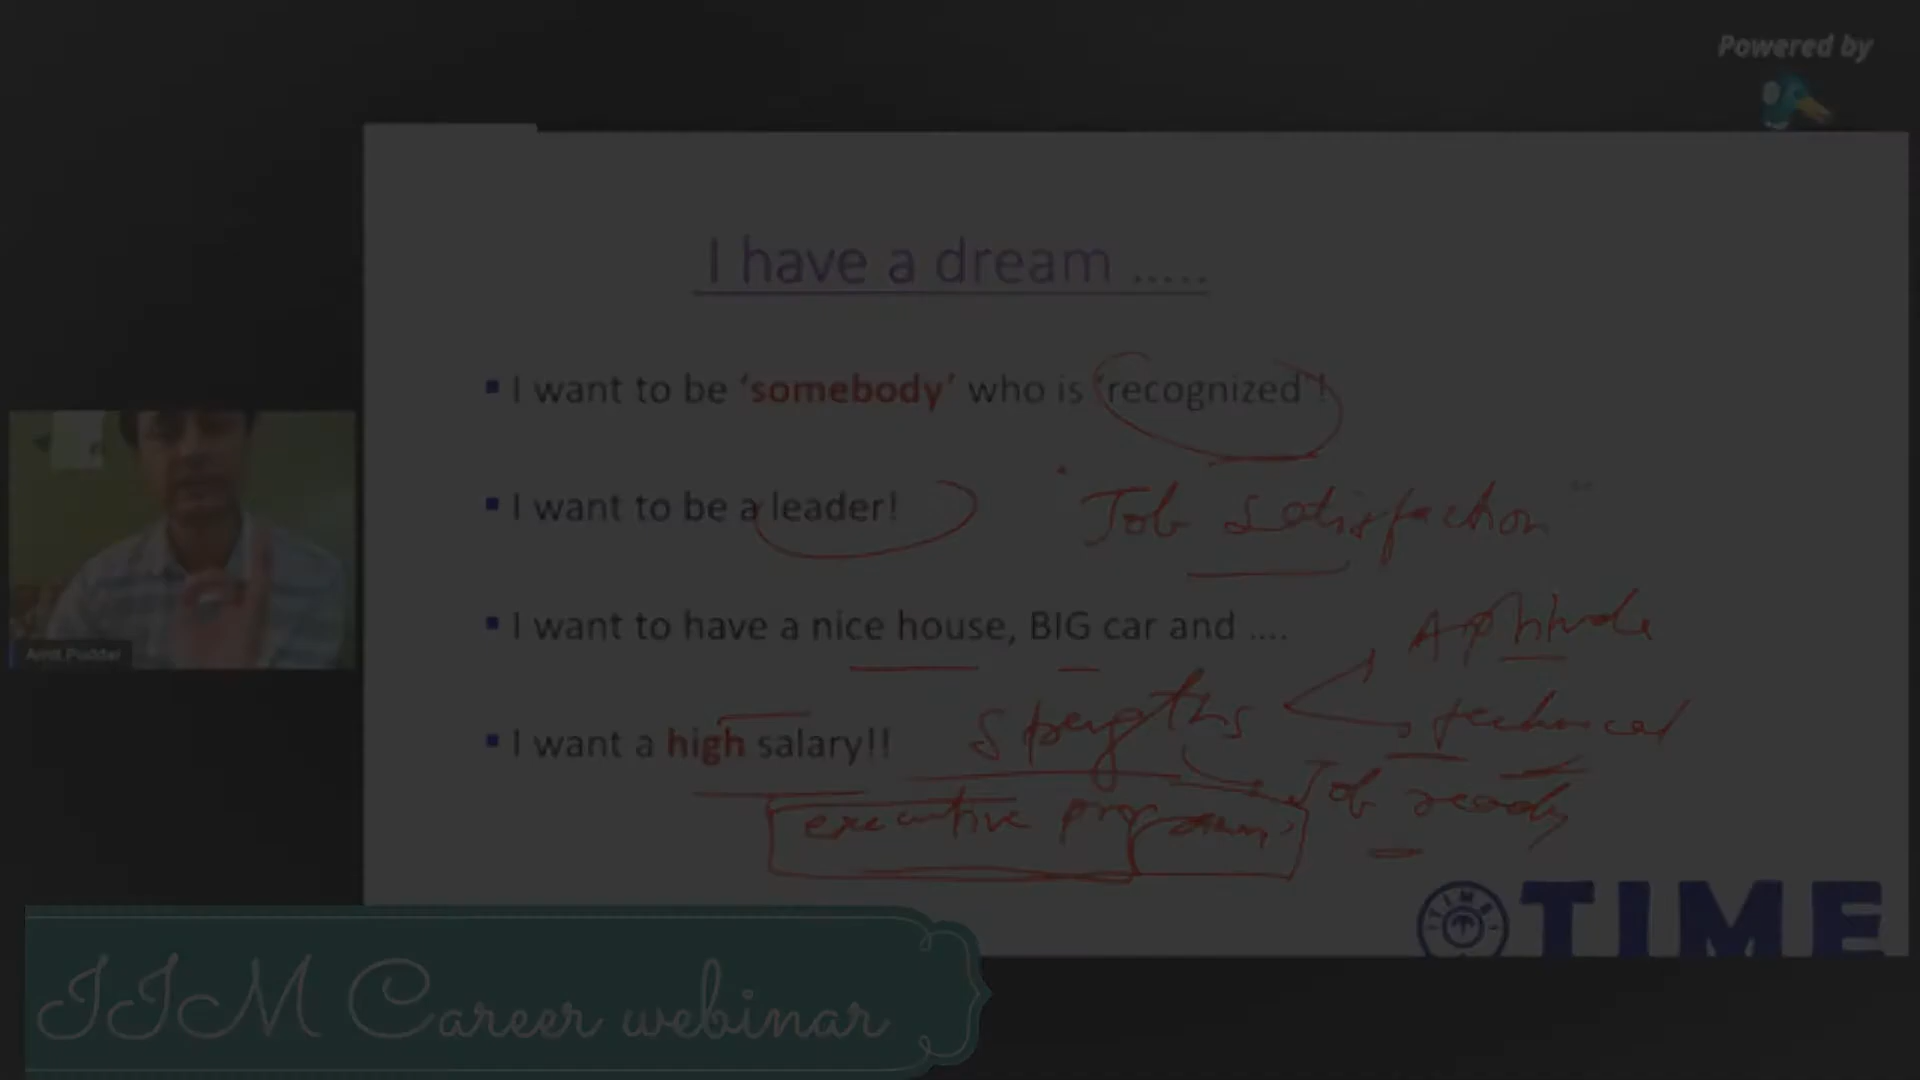 Powered by
I have a dream .....
▪ I want to be ‘somebody’ who is ‘recognized’!
▪ I want to be a leader!
"Job satisfaction"
▪ I want to have a nice house, BIG car and ....
Aptitude
▪ I want a high salary!!
Strengths
technical
Job ready
executive program
Amit Poddar
TIME
IIM Career webinar